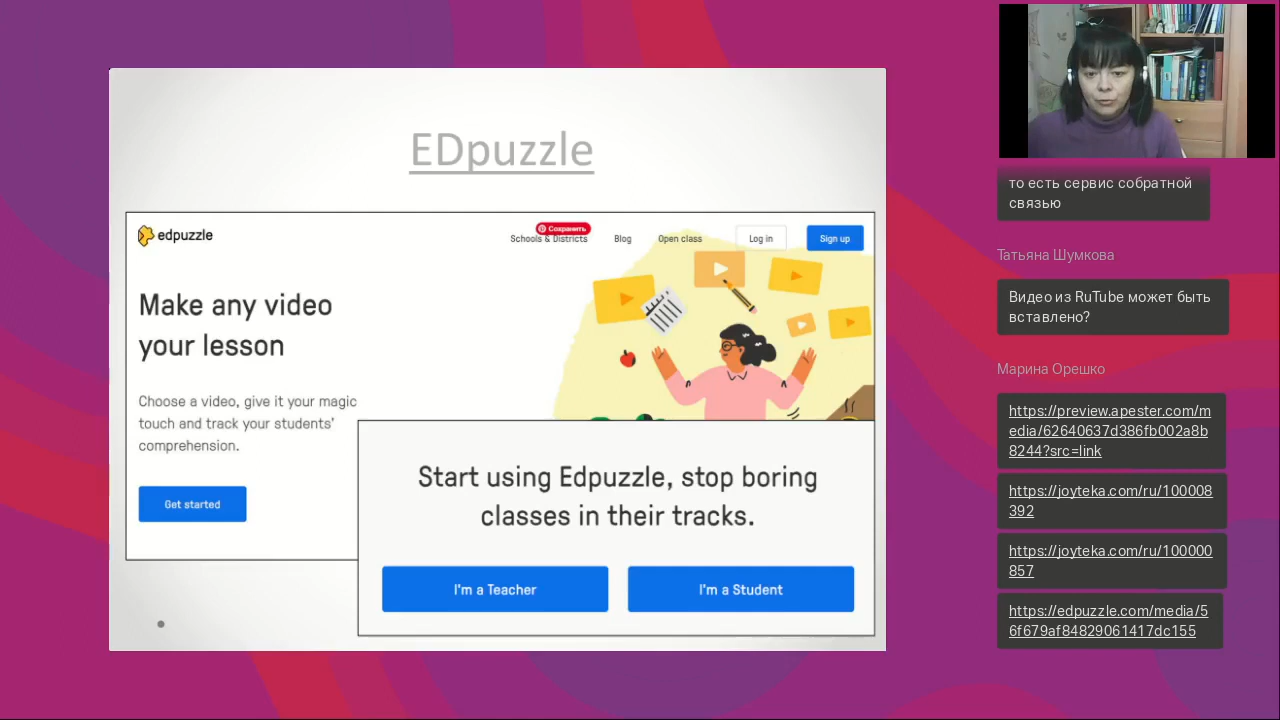 EDpuzzle
edpuzzle
Сохранить
Schools & Districts
Blog
Open class
Log in
Sign up
Make any video
your lesson
Choose a video, give it your magic
touch and track your students'
comprehension.
Get started
Start using Edpuzzle, stop boring
classes in their tracks.
I'm a Teacher
I'm a Student
то есть сервис собратной
связью
Татьяна Шумкова
Видео из RuTube может быть
вставлено?
Марина Орешко
https://preview.apester.com/m
edia/62640637d386fb002a8b
8244?src=link
https://joyteka.com/ru/100008
392
https://joyteka.com/ru/100000
857
https://edpuzzle.com/media/5
6f679af84829061417dc155